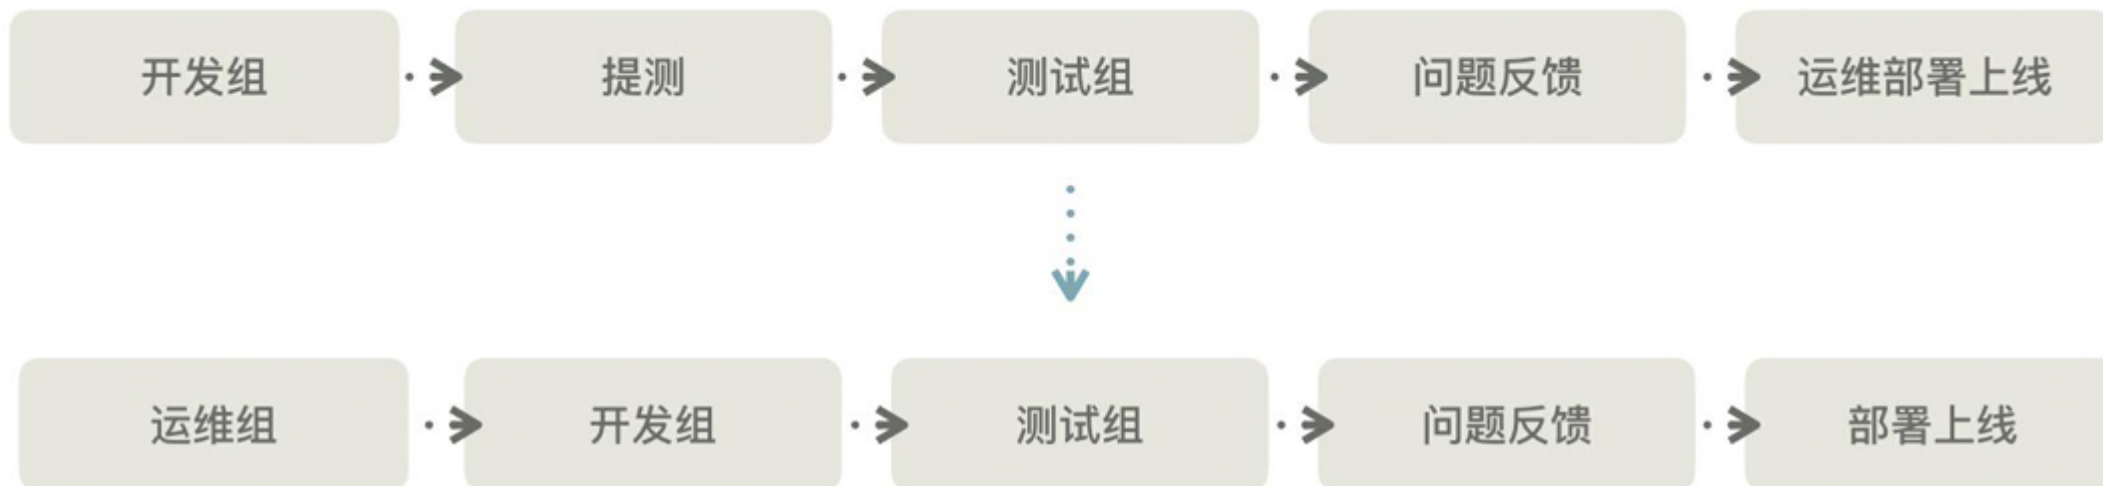 开发组
提测
测试组
问题反馈
运维部署上线
运维组
开发组
测试组
问题反馈
部署上线